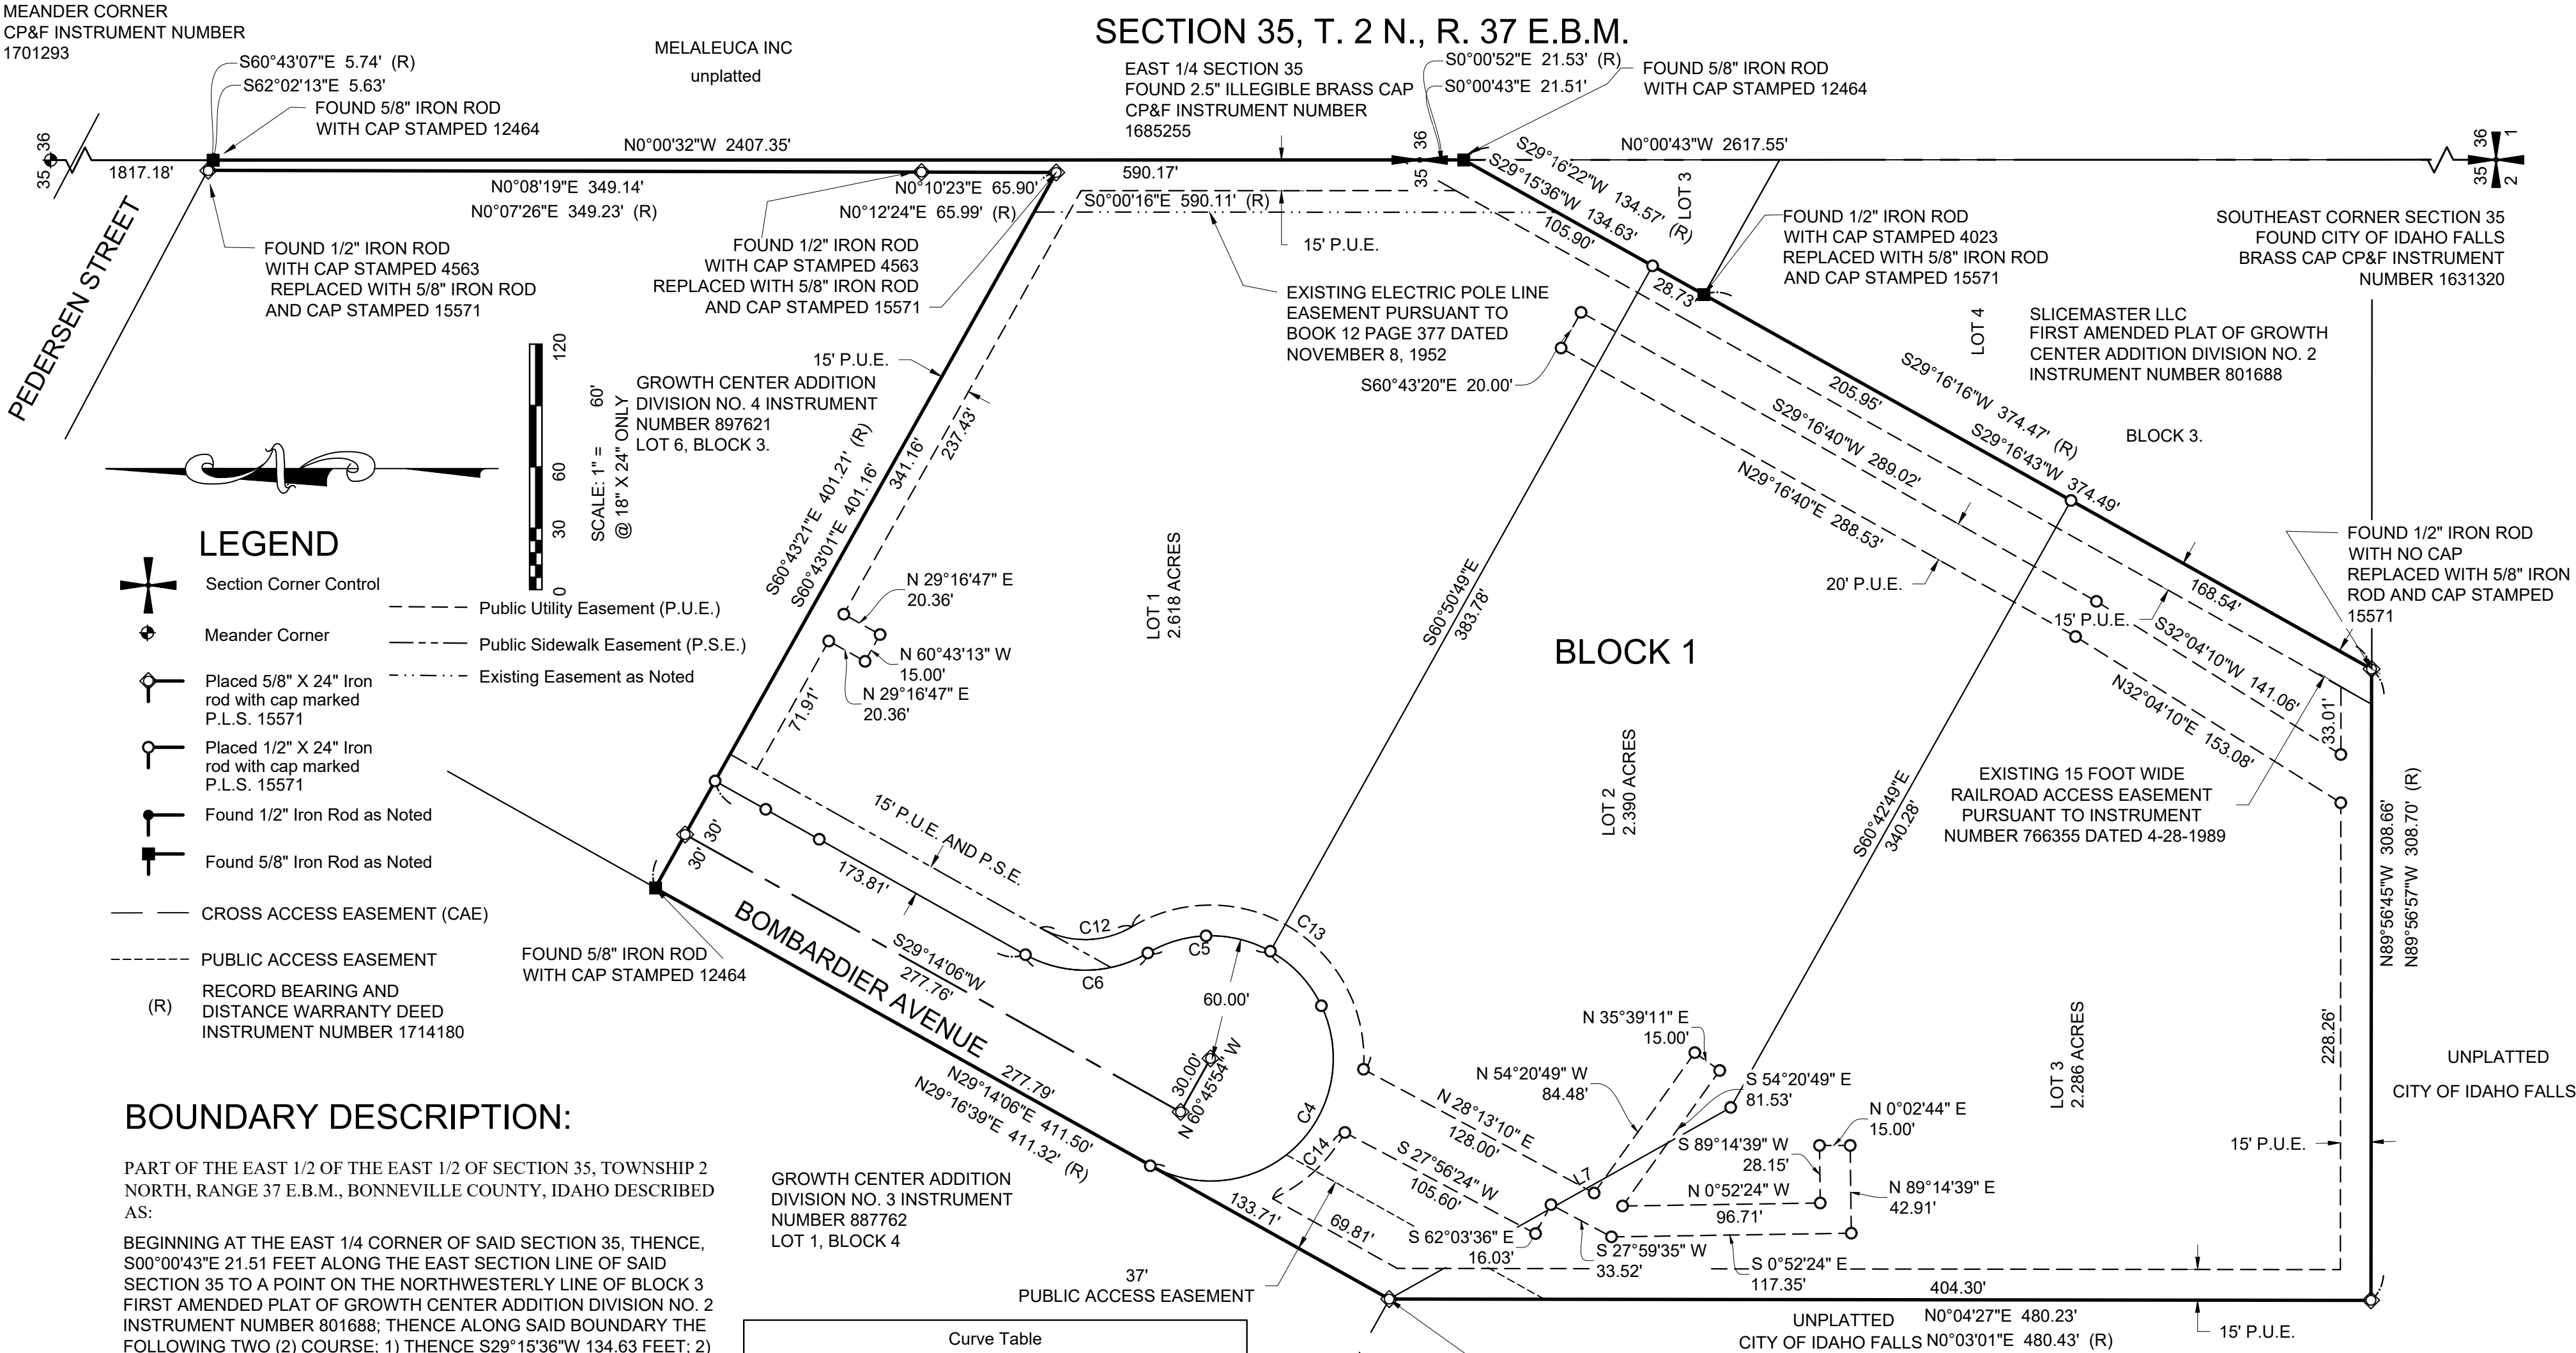 MEANDER CORNER
CP&F INSTRUMENT NUMBER
1701293
S60°43'07"E 5.74' (R)
S62°02'13"E 5.63'
FOUND 5/8" IRON ROD
WITH CAP STAMPED 12464
MELALEUCA INC
unplatted
SECTION 35, T. 2 N., R. 37 E.B.M.
EAST 1/4 SECTION 35
FOUND 2.5" ILLEGIBLE BRASS CAP
CP&F INSTRUMENT NUMBER
1685255
S0°00'52"E 21.53' (R)
S0°00'43"E 21.51'
FOUND 5/8" IRON ROD
WITH CAP STAMPED 12464
35 36
1817.18'
N0°00'32"W 2407.35'
590.17'
35 36
N0°00'43"W 2617.55'
35 36
2 1
N0°08'19"E 349.14'
N0°07'26"E 349.23' (R)
N0°10'23"E 65.90'
N0°12'24"E 65.99' (R)
S0°00'16"E 590.11' (R)
15' P.U.E.
S29°16'22"W 134.57' (R)
S29°15'36"W 134.63'
105.90'
28.73'
LOT 3
FOUND 1/2" IRON ROD
WITH CAP STAMPED 4023
REPLACED WITH 5/8" IRON ROD
AND CAP STAMPED 15571
SOUTHEAST CORNER SECTION 35
FOUND CITY OF IDAHO FALLS
BRASS CAP CP&F INSTRUMENT
NUMBER 1631320
PEDERSEN STREET
FOUND 1/2" IRON ROD
WITH CAP STAMPED 4563
REPLACED WITH 5/8" IRON ROD
AND CAP STAMPED 15571
FOUND 1/2" IRON ROD
WITH CAP STAMPED 4563
REPLACED WITH 5/8" IRON ROD
AND CAP STAMPED 15571
EXISTING ELECTRIC POLE LINE
EASEMENT PURSUANT TO
BOOK 12 PAGE 377 DATED
NOVEMBER 8, 1952
S60°43'20"E 20.00'
LOT 4
SLICEMASTER LLC
FIRST AMENDED PLAT OF GROWTH
CENTER ADDITION DIVISION NO. 2
INSTRUMENT NUMBER 801688
BLOCK 3.
15' P.U.E.
GROWTH CENTER ADDITION
DIVISION NO. 4 INSTRUMENT
NUMBER 897621
LOT 6, BLOCK 3.
0 30 60 120
SCALE: 1" = 60'
@ 18" X 24" ONLY
S60°43'21"E 401.21' (R)
S60°43'01"E 401.16'
341.16'
237.43'
205.95'
S29°16'16"W 374.47' (R)
S29°16'43"W 374.49'
S29°16'40"W 289.02'
N29°16'40"E 288.53'
20' P.U.E.
15' P.U.E.
168.54'
FOUND 1/2" IRON ROD
WITH NO CAP
REPLACED WITH 5/8" IRON
ROD AND CAP STAMPED
15571
S32°04'10"W 141.06'
N32°04'10"E 153.08'
33.01'
LEGEND
Section Corner Control
Meander Corner
Placed 5/8" X 24" Iron
rod with cap marked
P.L.S. 15571
Placed 1/2" X 24" Iron
rod with cap marked
P.L.S. 15571
Found 1/2" Iron Rod as Noted
Found 5/8" Iron Rod as Noted
CROSS ACCESS EASEMENT (CAE)
PUBLIC ACCESS EASEMENT
(R)
RECORD BEARING AND
DISTANCE WARRANTY DEED
INSTRUMENT NUMBER 1714180
Public Utility Easement (P.U.E.)
Public Sidewalk Easement (P.S.E.)
Existing Easement as Noted
N 29°16'47" E
20.36'
N 60°43'13" W
15.00'
N 29°16'47" E
20.36'
71.91'
LOT 1
2.618 ACRES
S60°50'49"E
383.78'
BLOCK 1
LOT 2
2.390 ACRES
S60°42'49"E
340.28'
EXISTING 15 FOOT WIDE
RAILROAD ACCESS EASEMENT
PURSUANT TO INSTRUMENT
NUMBER 766355 DATED 4-28-1989
N89°56'45"W 308.66'
N89°56'57"W 308.70' (R)
228.26'
30'
30'
15' P.U.E. AND P.S.E.
173.81'
BOMBARDIER AVENUE
S29°14'06"W
277.76'
C12
C13
C5
C6
60.00'
30.00'
N 60°45'54" W
C4
C14
FOUND 5/8" IRON ROD
WITH CAP STAMPED 12464
277.79'
N29°14'06"E 411.50'
N29°16'39"E 411.32' (R)
N 35°39'11" E
15.00'
N 54°20'49" W
84.48'
S 54°20'49" E
81.53'
N 28°13'10" E
128.00'
L7
S 27°56'24" W
105.60'
N 0°02'44" E
15.00'
S 89°14'39" W
28.15'
N 0°52'24" W
96.71'
N 89°14'39" E
42.91'
S 62°03'36" E
16.03'
S 27°59'35" W
33.52'
S 0°52'24" E
117.35'
LOT 3
2.286 ACRES
15' P.U.E.
UNPLATTED
CITY OF IDAHO FALLS
133.71'
69.81'
37'
PUBLIC ACCESS EASEMENT
404.30'
UNPLATTED
CITY OF IDAHO FALLS
N0°04'27"E 480.23'
N0°03'01"E 480.43' (R)
15' P.U.E.
GROWTH CENTER ADDITION
DIVISION NO. 3 INSTRUMENT
NUMBER 887762
LOT 1, BLOCK 4
Curve Table
BOUNDARY DESCRIPTION:
PART OF THE EAST 1/2 OF THE EAST 1/2 OF SECTION 35, TOWNSHIP 2
NORTH, RANGE 37 E.B.M., BONNEVILLE COUNTY, IDAHO DESCRIBED
AS:
BEGINNING AT THE EAST 1/4 CORNER OF SAID SECTION 35, THENCE,
S00°00'43"E 21.51 FEET ALONG THE EAST SECTION LINE OF SAID
SECTION 35 TO A POINT ON THE NORTHWESTERLY LINE OF BLOCK 3
FIRST AMENDED PLAT OF GROWTH CENTER ADDITION DIVISION NO. 2
INSTRUMENT NUMBER 801688; THENCE ALONG SAID BOUNDARY THE
FOLLOWING TWO (2) COURSE; 1) THENCE S29°15'36"W 134.63 FEET; 2)